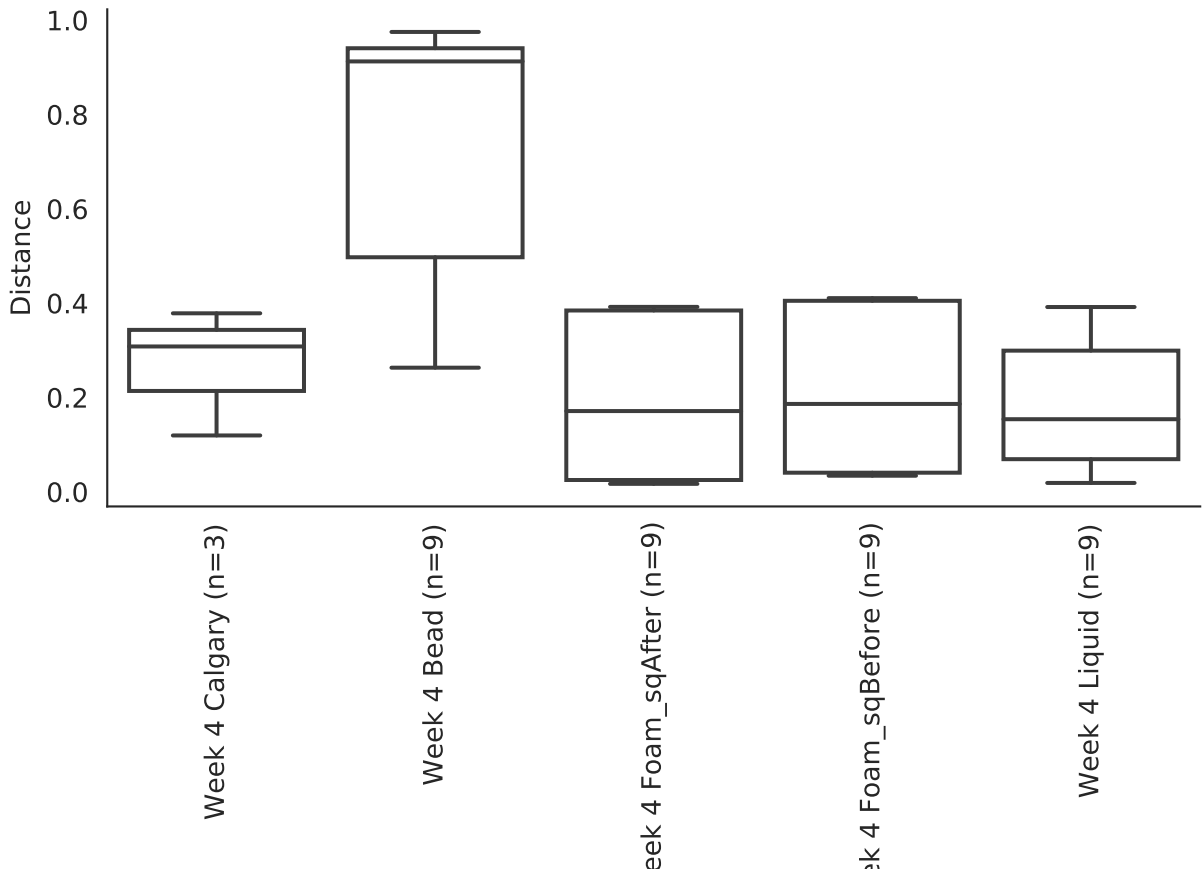 1.0
0.8
0.6
0.4
0.2
0.0
Distance
Week 4 Calgary (n=3)
Week 4 Bead (n=9)
eek 4 Foam_sqAfter (n=9)
ek 4 Foam_sqBefore (n=9)
Week 4 Liquid (n=9)